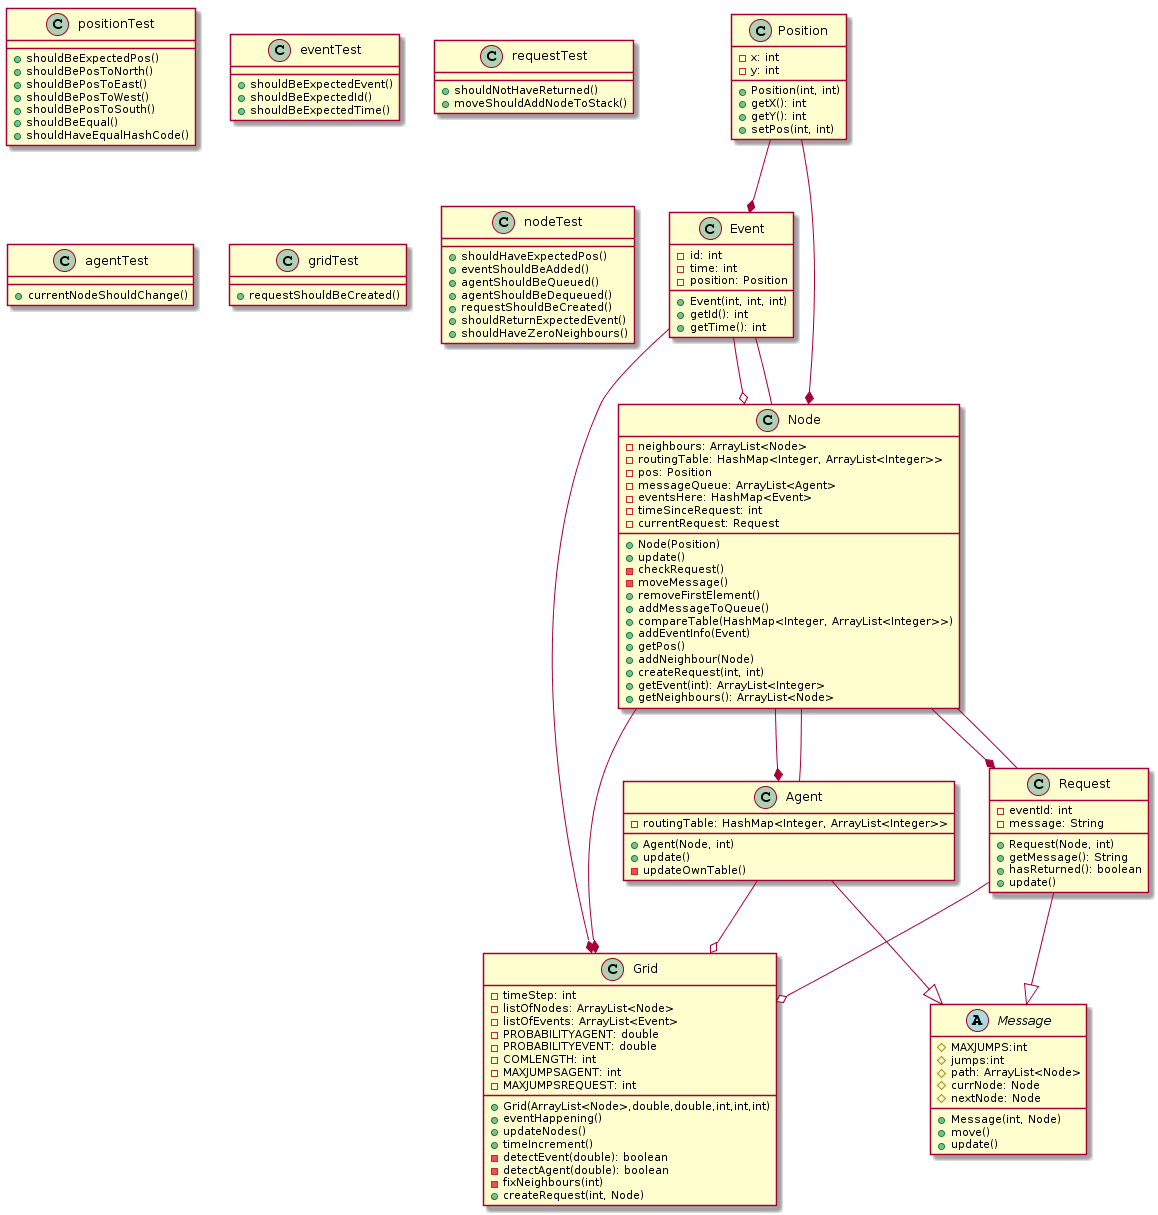 C positionTest
shouldBeExpectedPos()
shouldBePosToNorth()
shouldBePosToEast()
shouldBePosToWest()
shouldBePosToSouth()
shouldBeEqual()
shouldHaveEqualHashCode()
C eventTest
shouldBeExpectedEvent()
shouldBeExpectedId()
shouldBeExpectedTime()
C requestTest
shouldNotHaveReturned()
moveShouldAddNodeToStack()
C Position
x: int
y: int
Position(int, int)
getX(): int
getY(): int
setPos(int, int)
C agentTest
currentNodeShouldChange()
C gridTest
requestShouldBeCreated()
C nodeTest
shouldHaveExpectedPos()
eventShouldBeAdded()
agentShouldBeQueued()
agentShouldBeDequeued()
requestShouldBeCreated()
shouldReturnExpectedEvent()
shouldHaveZeroNeighbours()
C Event
id: int
time: int
position: Position
Event(int, int, int)
getId(): int
getTime(): int
C Node
neighbours: ArrayList<Node>
routingTable: HashMap<Integer, ArrayList<Integer>>
pos: Position
messageQueue: ArrayList<Agent>
eventsHere: HashMap<Event>
timeSinceRequest: int
currentRequest: Request
Node(Position)
update()
checkRequest()
moveMessage()
removeFirstElement()
addMessageToQueue()
compareTable(HashMap<Integer, ArrayList<Integer>>)
addEventInfo(Event)
getPos()
addNeighbour(Node)
createRequest(int, int)
getEvent(int): ArrayList<Integer>
getNeighbours(): ArrayList<Node>
C Agent
routingTable: HashMap<Integer, ArrayList<Integer>>
Agent(Node, int)
update()
updateOwnTable()
C Request
eventId: int
message: String
Request(Node, int)
getMessage(): String
hasReturned(): boolean
update()
C Grid
timeStep: int
listOfNodes: ArrayList<Node>
listOfEvents: ArrayList<Event>
PROBABILITYAGENT: double
PROBABILITYEVENT: double
COMLENGTH: int
MAXJUMPSAGENT: int
MAXJUMPSREQUEST: int
Grid(ArrayList<Node>,double,double,int,int,int)
eventHappening()
updateNodes()
timeIncrement()
detectEvent(double): boolean
detectAgent(double): boolean
fixNeighbours(int)
createRequest(int, Node)
A Message
MAXJUMPS:int
jumps:int
path: ArrayList<Node>
currNode: Node
nextNode: Node
Message(int, Node)
move()
update()